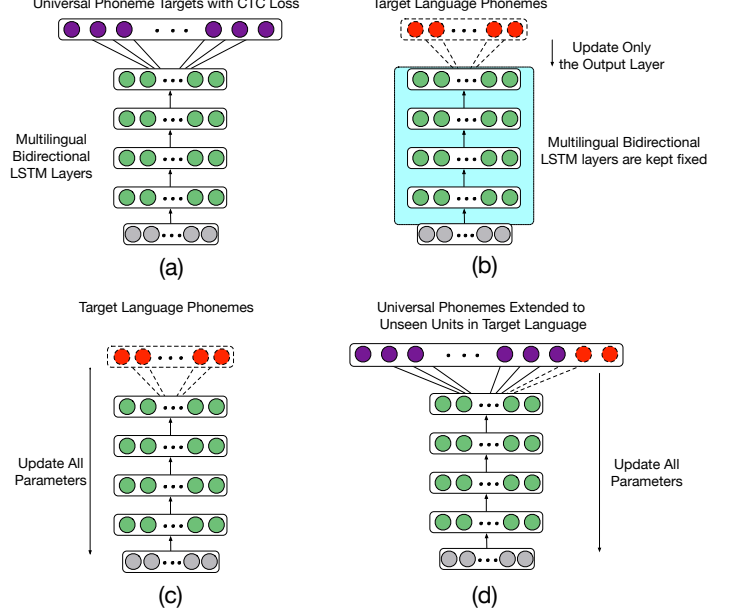 Universal Phoneme Targets with CTC Loss
Multilingual
Bidirectional
LSTM Layers
(a)
Target Language Phonemes
Update Only
the Output Layer
Multilingual Bidirectional
LSTM layers are kept fixed
(b)
Target Language Phonemes
Update All
Parameters
(c)
Universal Phonemes Extended to
Unseen Units in Target Language
Update All
Parameters
(d)